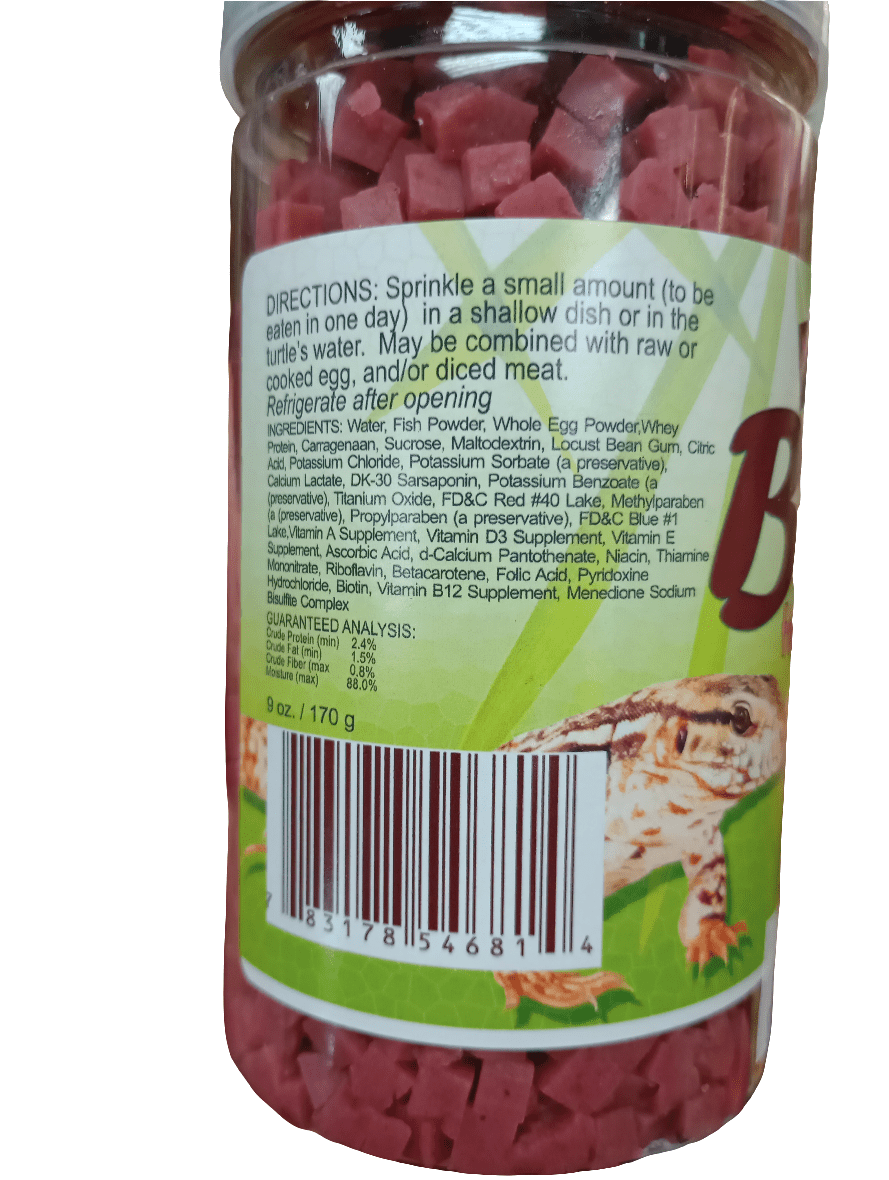 DIRECTIONS: Sprinkle a small amount (to be
eaten in one day) in a shallow dish or in the
turtle's water. May be combined with raw or
cooked egg, and/or diced meat.
Refrigerate after opening
INGREDIENTS: Water, Fish Powder, Whole Egg Powder,Whey
Protein, Carragenaan, Sucrose, Maltodextrin, Locust Bean Gum, Citric
Acid, Potassium Chloride, Potassium Sorbate (a preservative),
Calcium Lactate, DK-30 Sarsaponin, Potassium Benzoate (a
(preservative), Titanium Oxide, FD&C Red #40 Lake, Methylparaben
(a (preservative), Propylparaben (a preservative), FD&C Blue #1
Lake,Vitamin A Supplement, Vitamin D3 Supplement, Vitamin E
Supplement, Ascorbic Acid, d-Calcium Pantothenate, Niacin, Thiamine
Mononitrate, Riboflavin, Betacarotene, Folic Acid, Pyridoxine
Hydrochloride, Biotin, Vitamin B12 Supplement, Menedione Sodium
Bisulfite Complex
GUARANTEED ANALYSIS:
Crude Protein (min) 2.4%
Crude Fat (min) 1.5%
Crude Fiber (max 0.8%
Moisture (max) 88.0%
9 oz. / 170 g
7 83178 54681 4
B